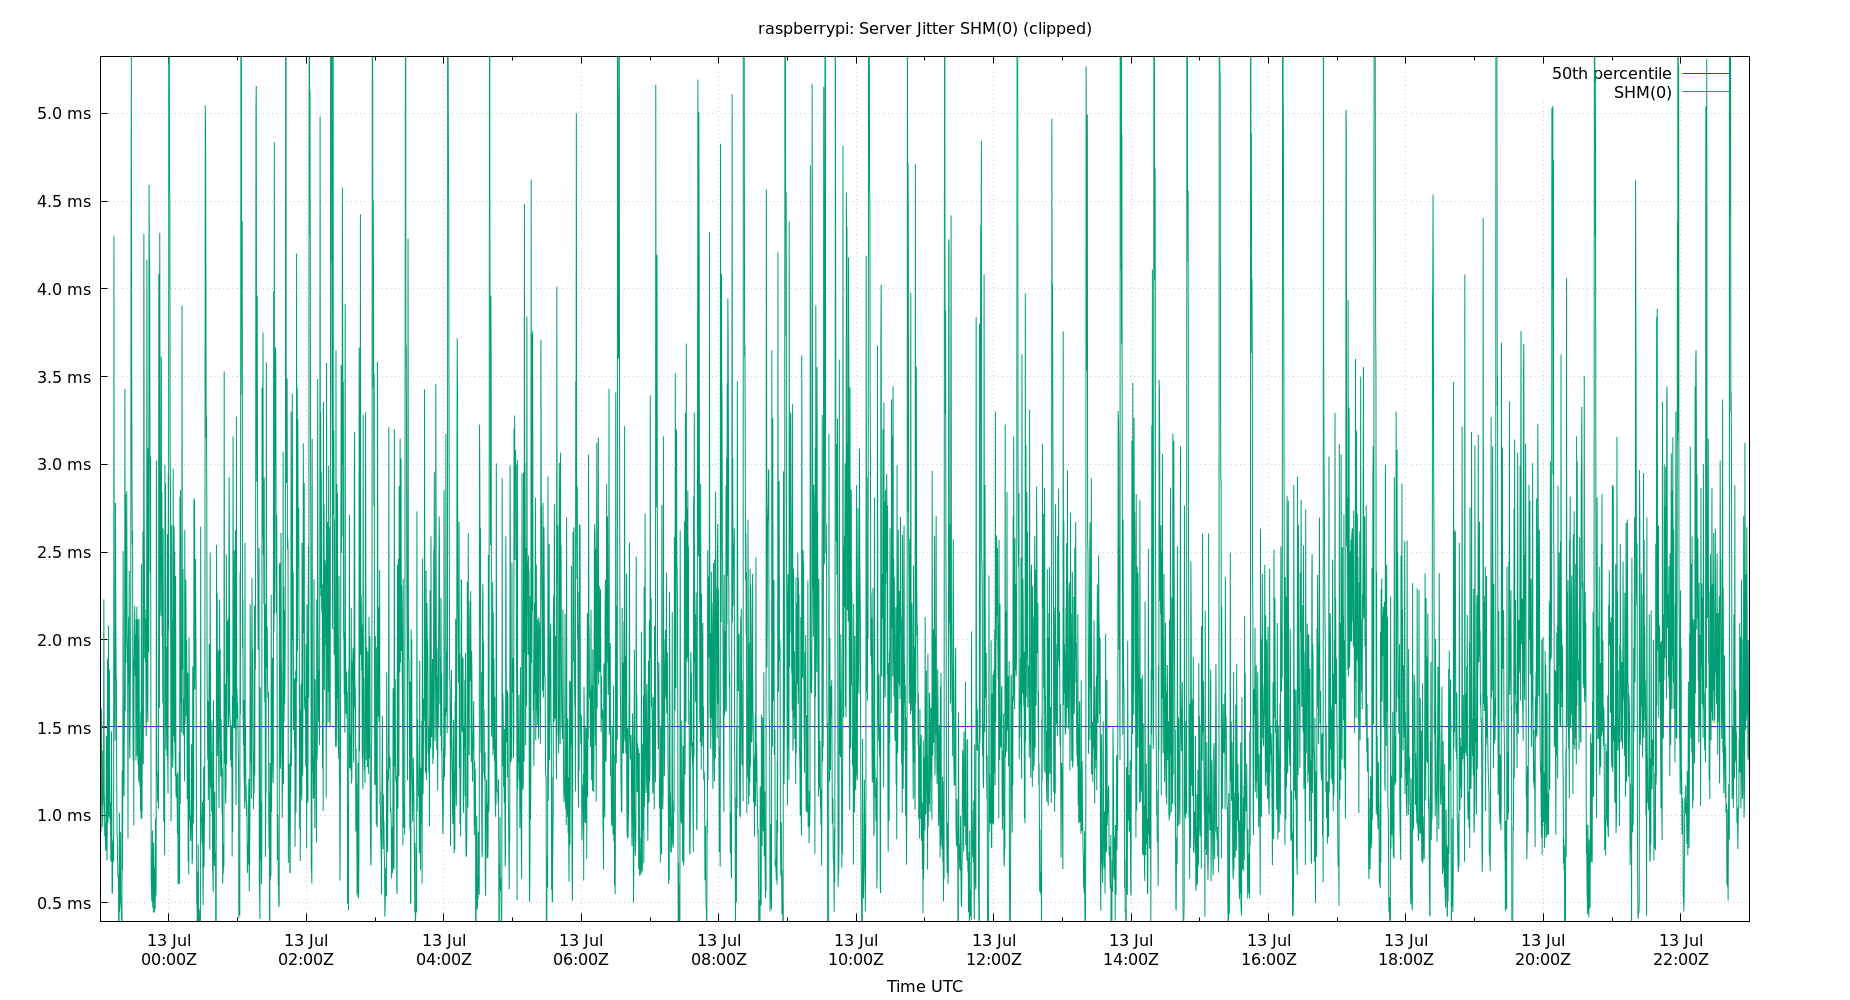 raspberrypi: Server Jitter SHM(0) (clipped)
50th percentile
SHM(0)
5.0 ms
4.5 ms
4.0 ms
3.5 ms
3.0 ms
2.5 ms
2.0 ms
1.5 ms
1.0 ms
0.5 ms
13 Jul 13 Jul 13 Jul 13 Jul 13 Jul 13 Jul 13 Jul 13 Jul 13 Jul 13 Jul 13 Jul 13 Jul
00:00Z 02:00Z 04:00Z 06:00Z 08:00Z 10:00Z 12:00Z 14:00Z 16:00Z 18:00Z 20:00Z 22:00Z
Time UTC